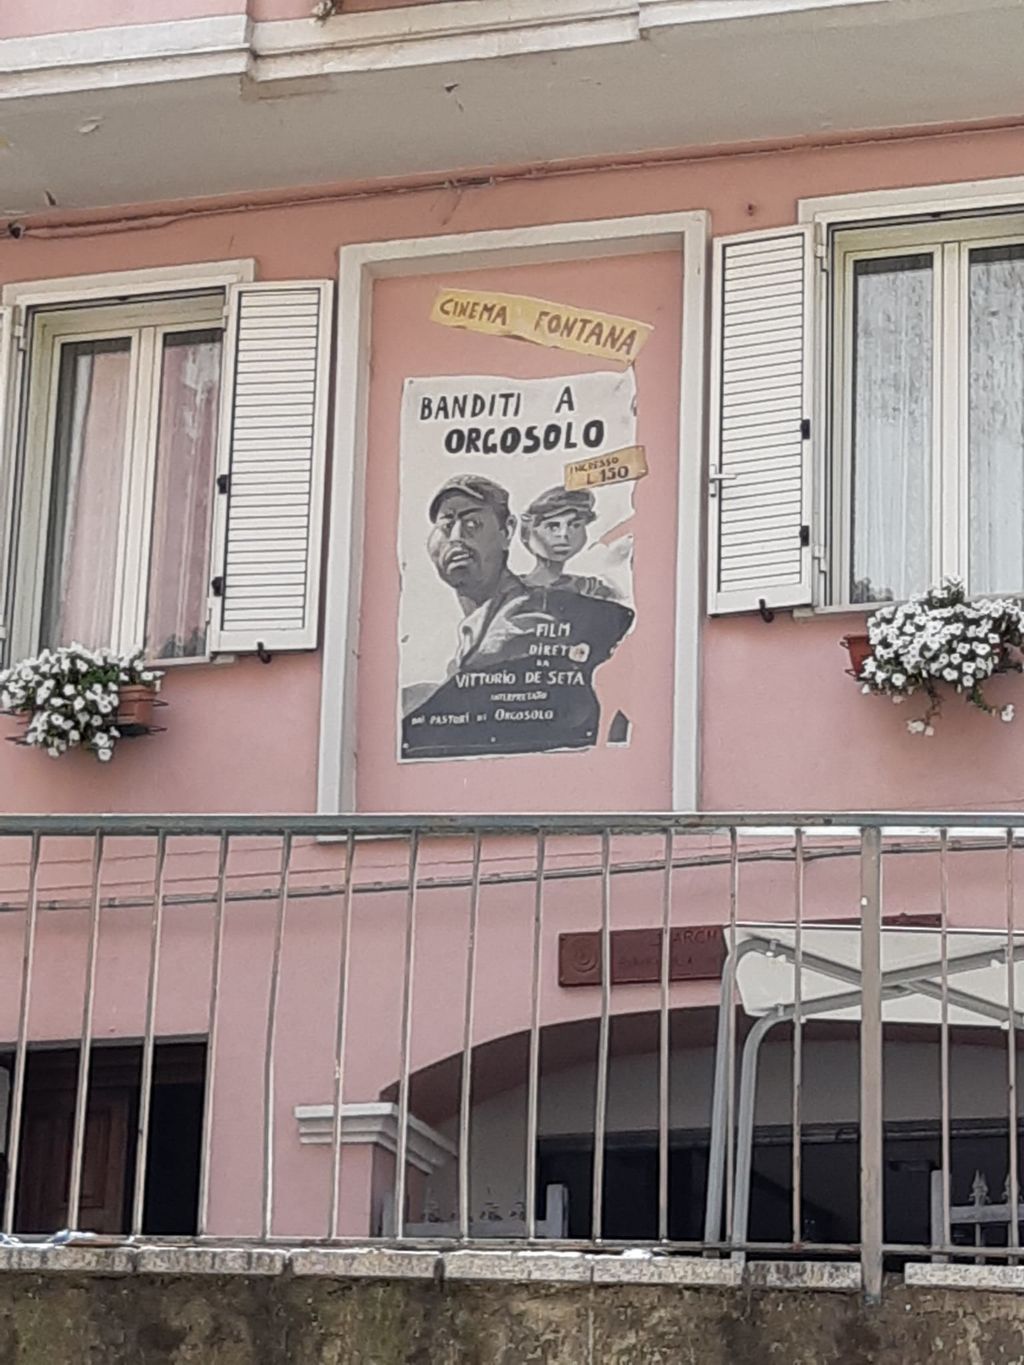 CINEMA FONTANA
BANDITI A
ORGOSOLO
INGRESSO
L. 150
FILM
DIRETTO
DA
VITTORIO DE SETA
INTERPRETATO
DAI PASTORI DI ORGOSOLO